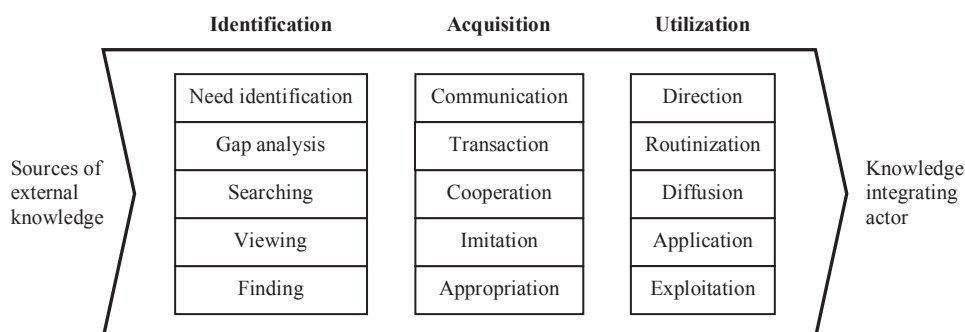 Identification
Acquisition
Utilization
Sources of
external
knowledge
Need identification
Gap analysis
Searching
Viewing
Finding
Communication
Transaction
Cooperation
Imitation
Appropriation
Direction
Routinization
Diffusion
Application
Exploitation
Knowledge
integrating
actor